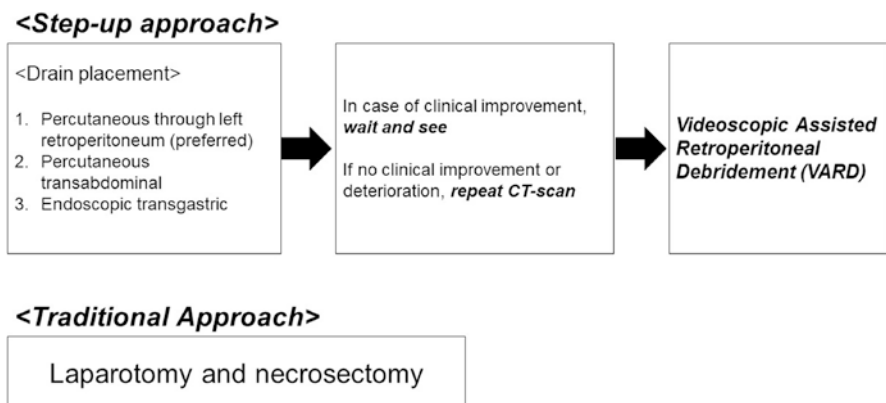 <Step-up approach>
<Drain placement>
1. Percutaneous through left
retroperitoneum (preferred)
2. Percutaneous
transabdominal
3. Endoscopic transgastric
In case of clinical improvement,
wait and see
If no clinical improvement or
deterioration, repeat CT-scan
Videoscopic Assisted
Retroperitoneal
Debridement (VARD)
<Traditional Approach>
Laparotomy and necrosectomy